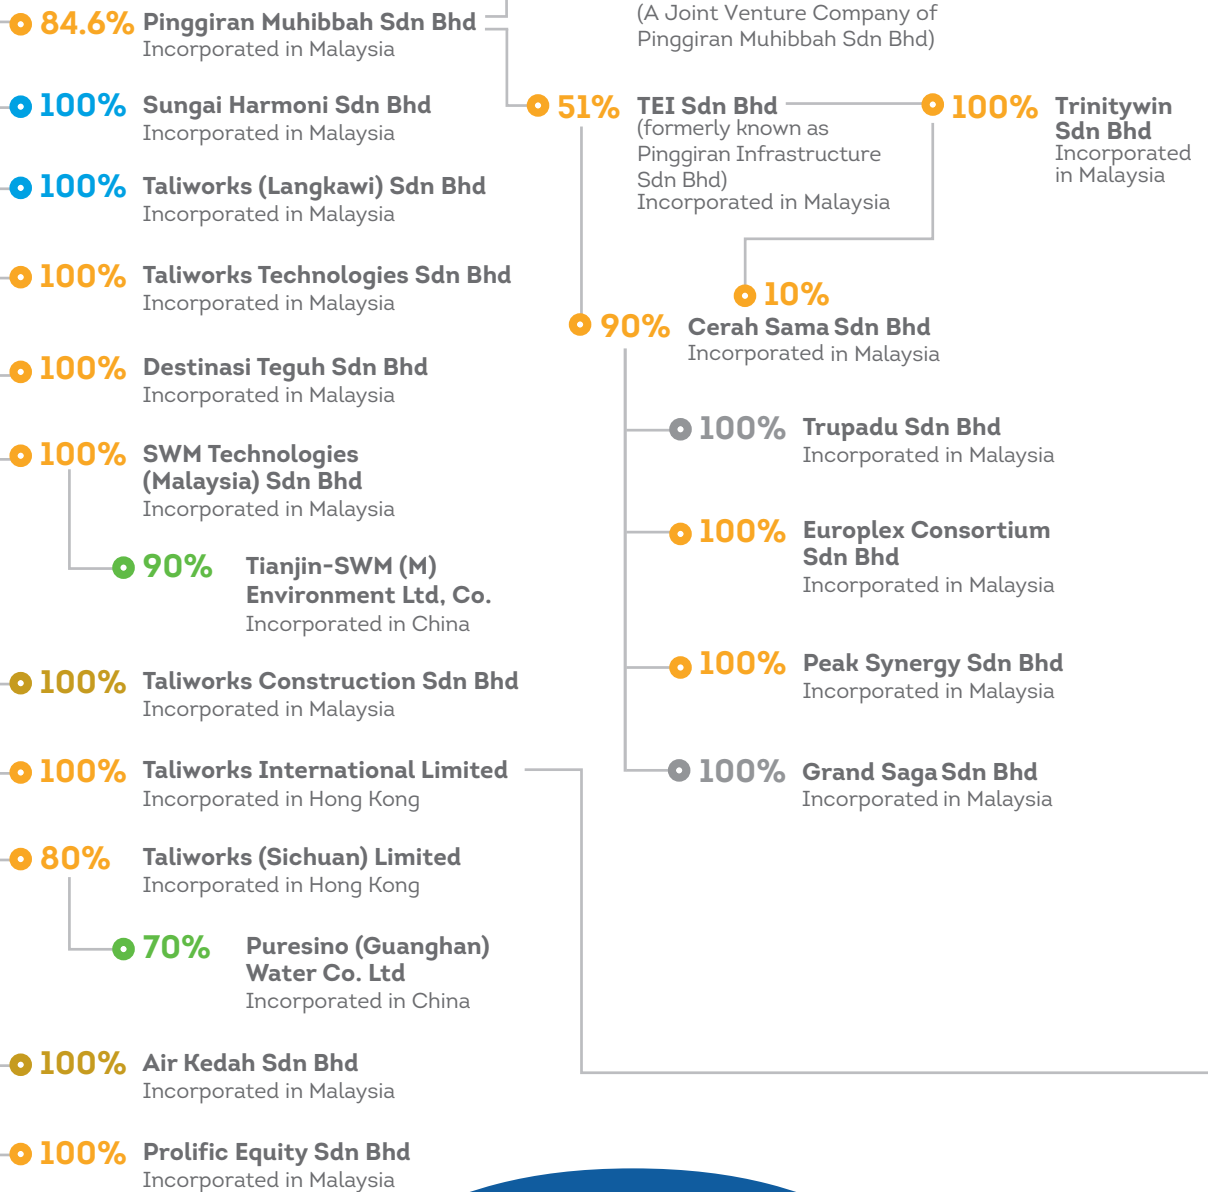 84.6% Pinggiran Muhibbah Sdn Bhd
Incorporated in Malaysia
100% Sungai Harmoni Sdn Bhd
Incorporated in Malaysia
100% Taliworks (Langkawi) Sdn Bhd
Incorporated in Malaysia
100% Taliworks Technologies Sdn Bhd
Incorporated in Malaysia
100% Destinasi Teguh Sdn Bhd
Incorporated in Malaysia
100% SWM Technologies
(Malaysia) Sdn Bhd
Incorporated in Malaysia
90% Tianjin-SWM (M)
Environment Ltd, Co.
Incorporated in China
100% Taliworks Construction Sdn Bhd
Incorporated in Malaysia
100% Taliworks International Limited
Incorporated in Hong Kong
80% Taliworks (Sichuan) Limited
Incorporated in Hong Kong
70% Puresino (Guanghan)
Water Co. Ltd
Incorporated in China
100% Air Kedah Sdn Bhd
Incorporated in Malaysia
100% Prolific Equity Sdn Bhd
Incorporated in Malaysia
(A Joint Venture Company of
Pinggiran Muhibbah Sdn Bhd)
51% TEI Sdn Bhd
(formerly known as
Pinggiran Infrastructure
Sdn Bhd)
Incorporated in Malaysia
100% Trinitywin
Sdn Bhd
Incorporated
in Malaysia
10%
90% Cerah Sama Sdn Bhd
Incorporated in Malaysia
100% Trupadu Sdn Bhd
Incorporated in Malaysia
100% Europlex Consortium
Sdn Bhd
Incorporated in Malaysia
100% Peak Synergy Sdn Bhd
Incorporated in Malaysia
100% Grand Saga Sdn Bhd
Incorporated in Malaysia